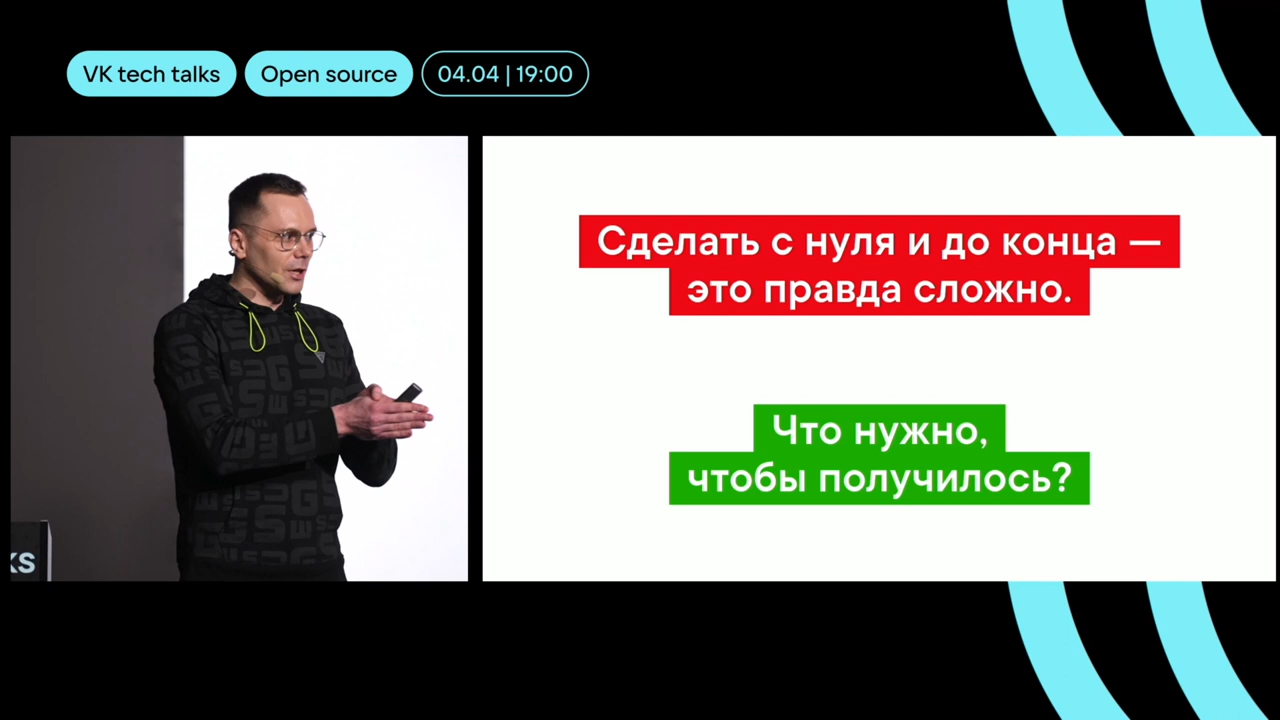 VK tech talks
Open source
04.04 | 19:00
Сделать с нуля и до конца —
это правда сложно.
Что нужно,
чтобы получилось?
KS